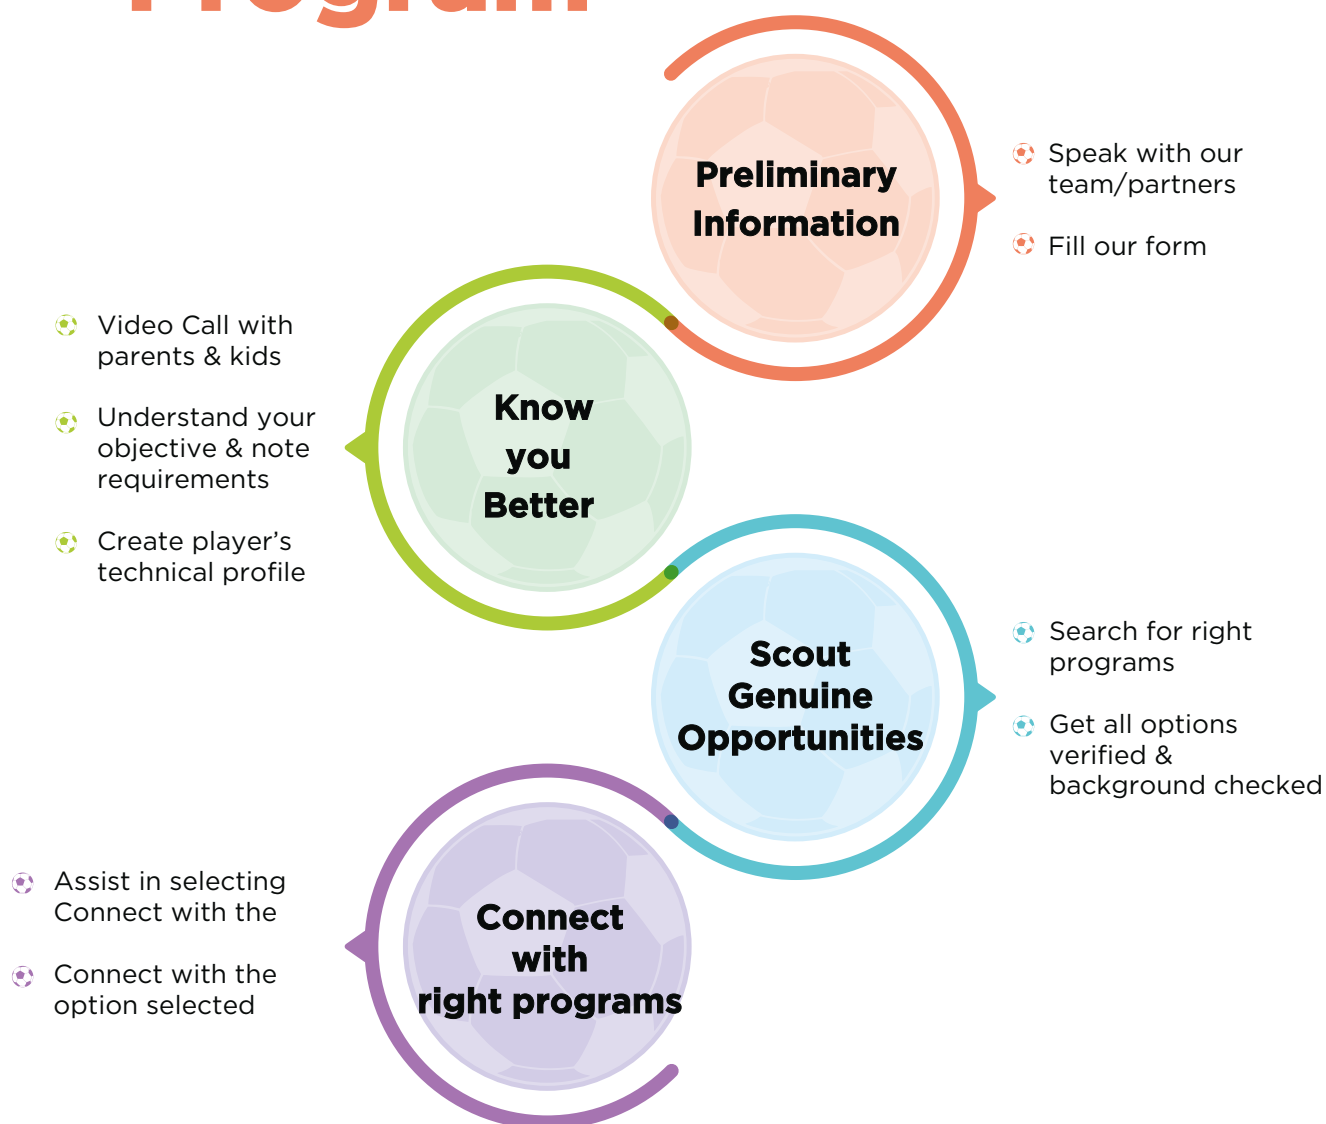 Program
Preliminary
Information
Speak with our
team/partners
Fill our form
Know
you
Better
Video Call with
parents & kids
Understand your
objective & note
requirements
Create player’s
technical profile
Scout
Genuine
Opportunities
Search for right
programs
Get all options
verified &
background checked
Connect
with
right programs
Assist in selecting
Connect with the
Connect with the
option selected